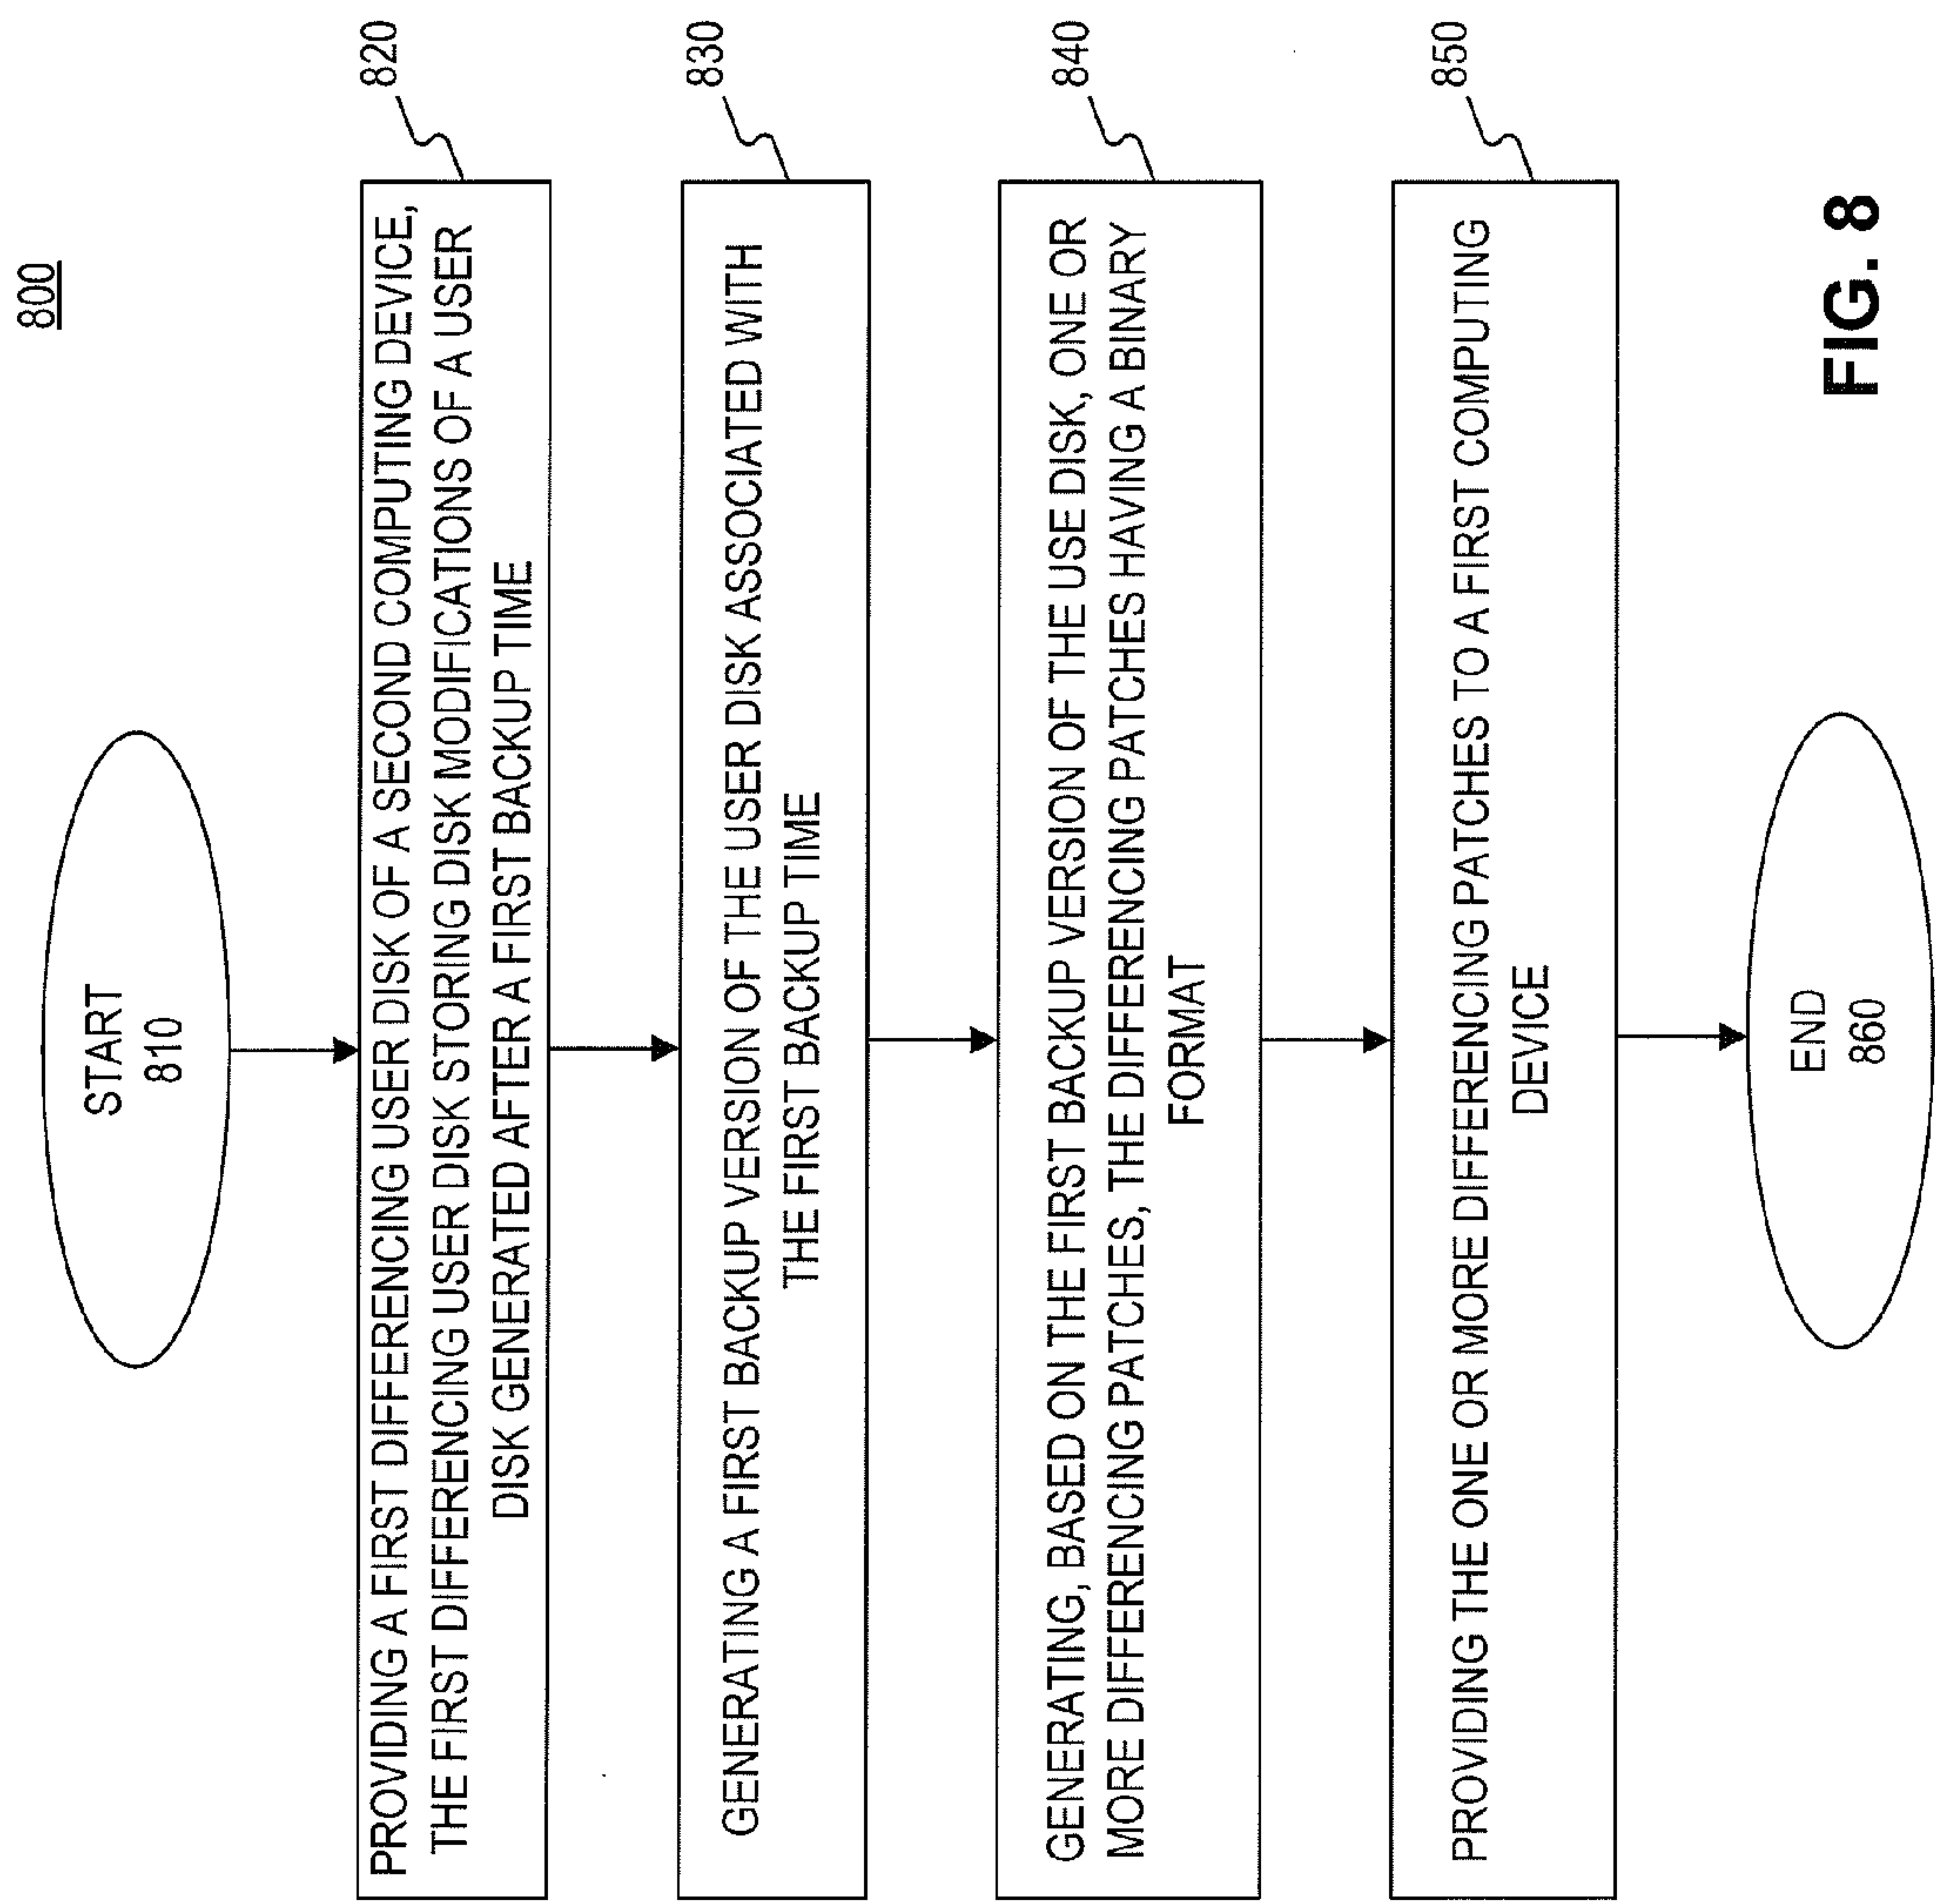 800
START
810
PROVIDING A FIRST DIFFERENCING USER DISK OF A SECOND COMPUTING DEVICE,
THE FIRST DIFFERENCING USER DISK STORING DISK MODIFICATIONS OF A USER
DISK GENERATED AFTER A FIRST BACKUP TIME
820
GENERATING A FIRST BACKUP VERSION OF THE USER DISK ASSOCIATED WITH
THE FIRST BACKUP TIME
830
GENERATING, BASED ON THE FIRST BACKUP VERSION OF THE USE DISK, ONE OR
MORE DIFFERENCING PATCHES, THE DIFFERENCING PATCHES HAVING A BINARY
FORMAT
840
PROVIDING THE ONE OR MORE DIFFERENCING PATCHES TO A FIRST COMPUTING
DEVICE
850
END
860
FIG. 8